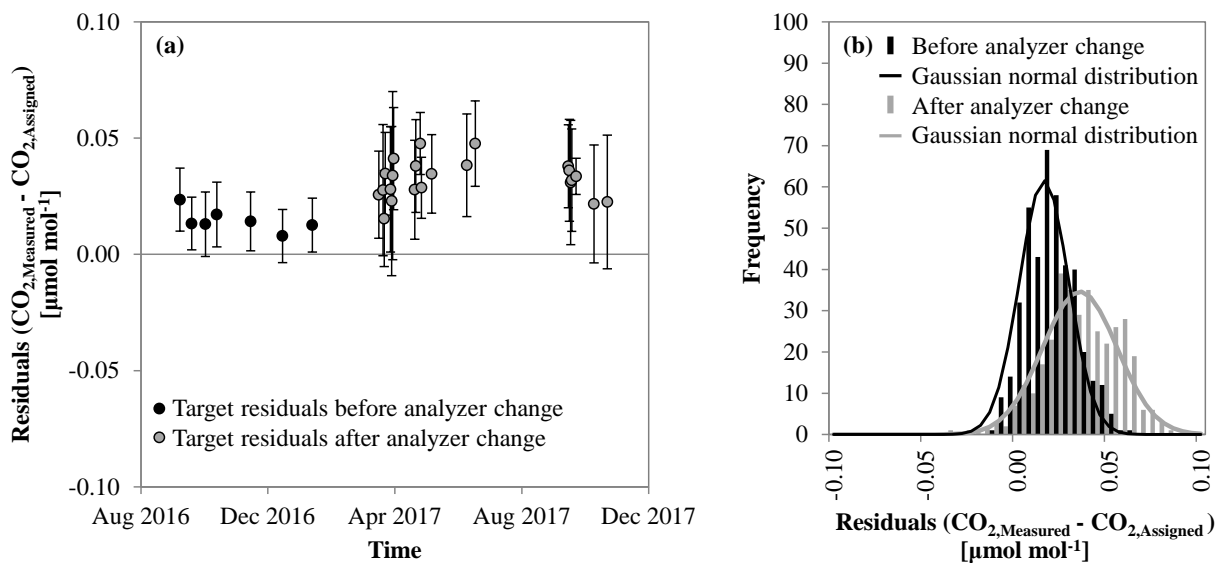 (a)
Residuals (CO2,Measured - CO2,Assigned)
[µmol mol-1]
0.10
0.05
0.00
-0.05
-0.10
Target residuals before analyzer change
Target residuals after analyzer change
Aug 2016
Dec 2016
Apr 2017
Aug 2017
Dec 2017
Time
(b)
Before analyzer change
Gaussian normal distribution
After analyzer change
Gaussian normal distribution
Frequency
100
90
80
70
60
50
40
30
20
10
0
-0.10
-0.05
0.00
0.05
0.10
Residuals (CO2,Measured - CO2,Assigned)
[µmol mol-1]